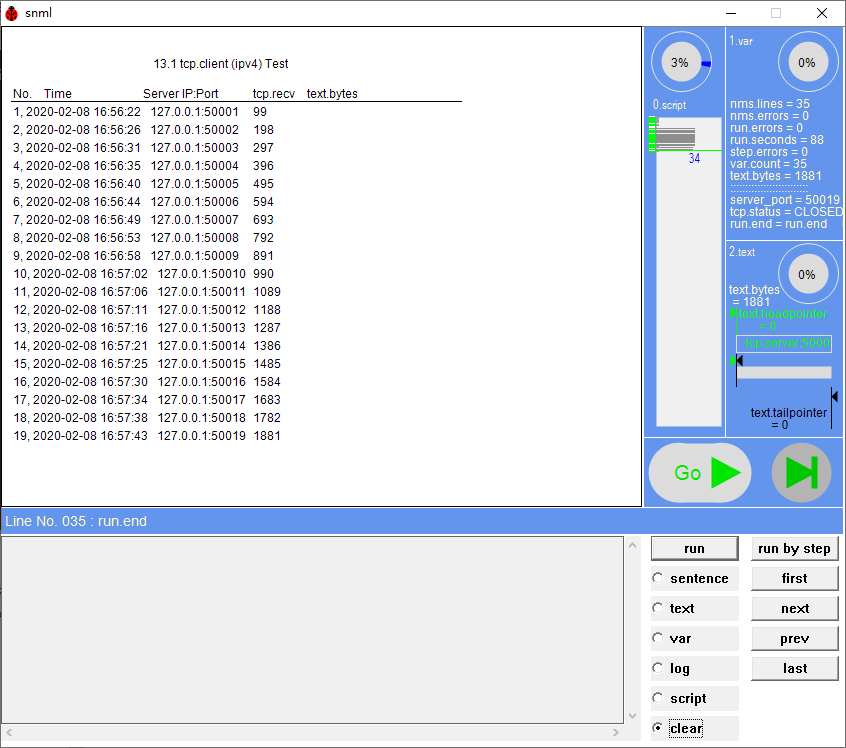 snml
13.1 tcp.client (ipv4) Test
No. Time Server IP:Port tcp.recv text.bytes
1, 2020-02-08 16:56:22 127.0.0.1:50001 99
2, 2020-02-08 16:56:26 127.0.0.1:50002 198
3, 2020-02-08 16:56:31 127.0.0.1:50003 297
4, 2020-02-08 16:56:35 127.0.0.1:50004 396
5, 2020-02-08 16:56:40 127.0.0.1:50005 495
6, 2020-02-08 16:56:44 127.0.0.1:50006 594
7, 2020-02-08 16:56:49 127.0.0.1:50007 693
8, 2020-02-08 16:56:53 127.0.0.1:50008 792
9, 2020-02-08 16:56:58 127.0.0.1:50009 891
10, 2020-02-08 16:57:02 127.0.0.1:50010 990
11, 2020-02-08 16:57:06 127.0.0.1:50011 1089
12, 2020-02-08 16:57:11 127.0.0.1:50012 1188
13, 2020-02-08 16:57:16 127.0.0.1:50013 1287
14, 2020-02-08 16:57:21 127.0.0.1:50014 1386
15, 2020-02-08 16:57:25 127.0.0.1:50015 1485
16, 2020-02-08 16:57:30 127.0.0.1:50016 1584
17, 2020-02-08 16:57:34 127.0.0.1:50017 1683
18, 2020-02-08 16:57:38 127.0.0.1:50018 1782
19, 2020-02-08 16:57:43 127.0.0.1:50019 1881
3%
0.script
34
1.var
0%
nms.lines = 35
nms.errors = 0
run.errors = 0
run.seconds = 88
step.errors = 0
var.count = 35
text.bytes = 1881
server_port = 50019
tcp.status = CLOSED
run.end = run.end
2.text
0%
text.bytes
= 1881
text.headpointer
= 0
tcp.server:5000
text.tailpointer
= 0
Go
Line No. 035 : run.end
run
run by step
sentence
first
text
next
var
prev
log
last
script
clear